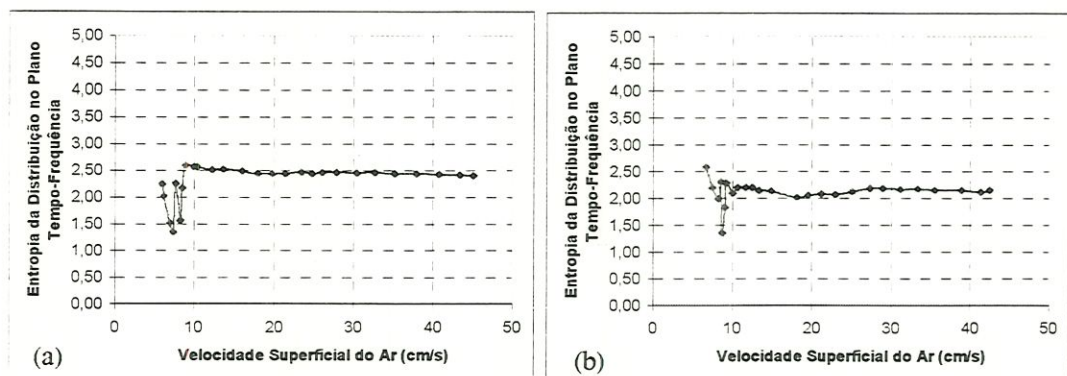 Entropia da Distribuição no Plano
Tempo-Frequência
5,00
4,50
4,00
3,50
3,00
2,50
2,00
1,50
1,00
0,50
0,00
0 10 20 30 40 50
Velocidade Superficial do Ar (cm/s)
(a)
Entropia da Distribuição no Plano
Tempo-Frequência
5,00
4,50
4,00
3,50
3,00
2,50
2,00
1,50
1,00
0,50
0,00
0 10 20 30 40 50
Velocidade Superficial do Ar (cm/s)
(b)